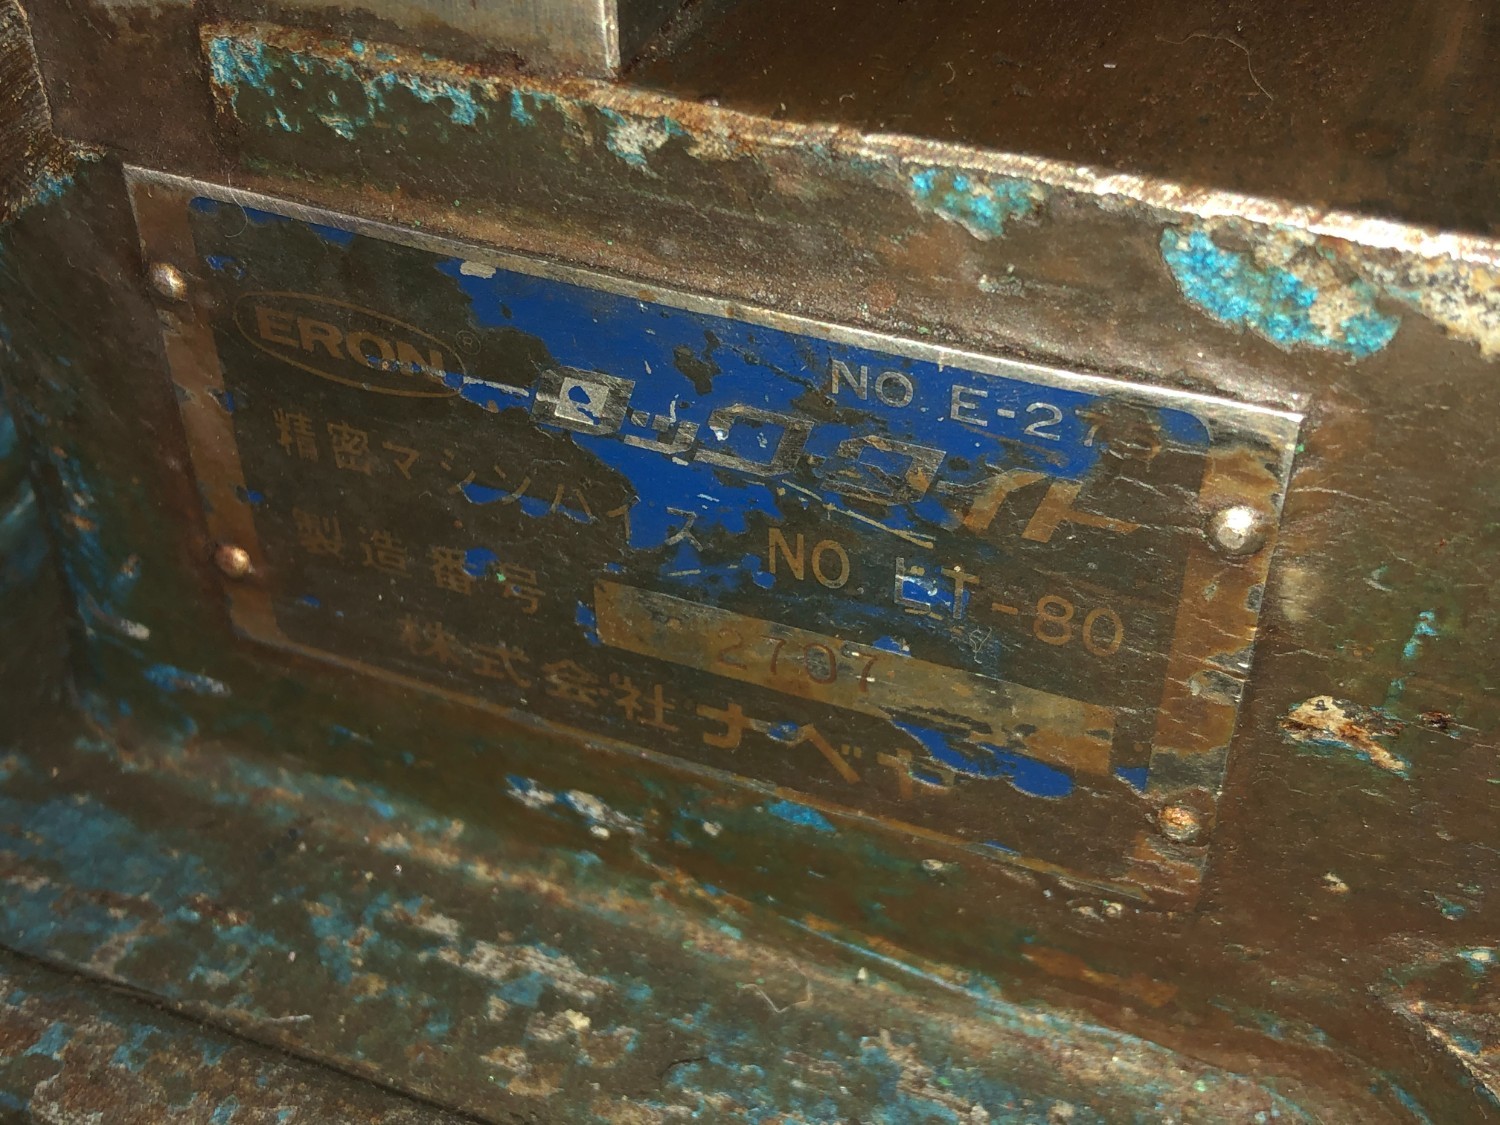 ERON® ロックタイト
NO E-27
精密マシンバイス NO LT-80
製造番号 2707
株式会社ナベヤ